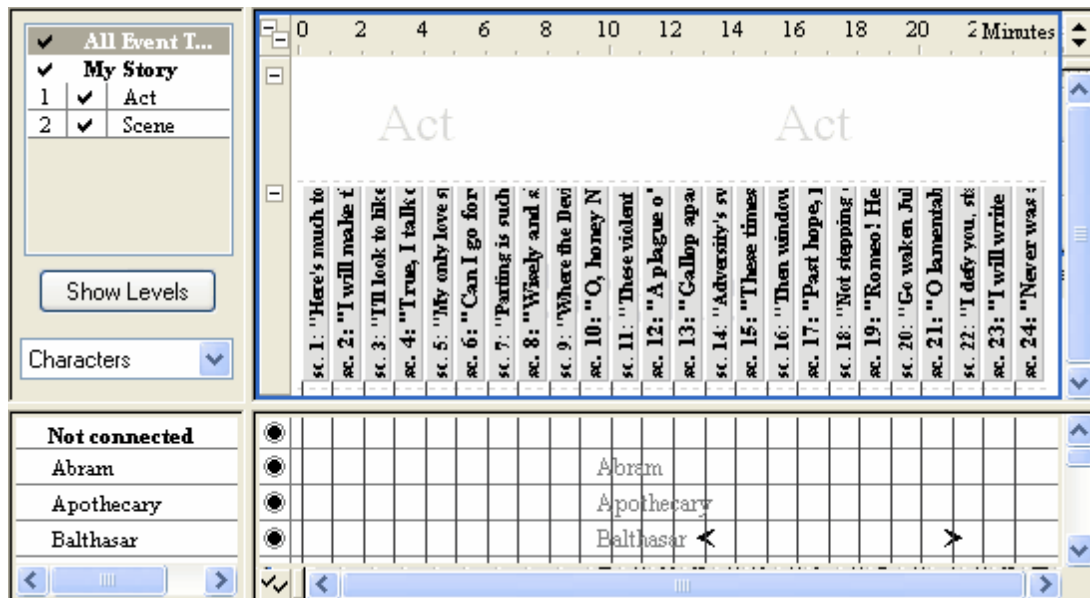 All Event T...
My Story
1 Act
2 Scene
Show Levels
Characters
0 2 4 6 8 10 12 14 16 18 20 2 Minutes
Act Act
sc. 1: "Here's much to
sc. 2: "I will make t
sc. 3: "I'll look to like
sc. 4: "True, I talk o
sc. 5: "My only love s
sc. 6: "Can I go for
sc. 7: "Parting is such
sc. 8: "Wisely and s
sc. 9: "Where the Devi
sc. 10: "O, honey N
sc. 11: "These violent
sc. 12: "A plague o'
sc. 13: "Gallop apa
sc. 14: "Adversity's sw
sc. 15: "These times
sc. 16: "Then window
sc. 17: "Past hope, 
sc. 18: "Not stepping
sc. 19: "Romeo! He
sc. 20: "Go waken Jul
sc. 21: "O lamentab
sc. 22: "I defy you, sta
sc. 23: "I will write
sc. 24: "Never was
Not connected
Abram Abram
Apothecary Apothecary
Balthasar Balthasar